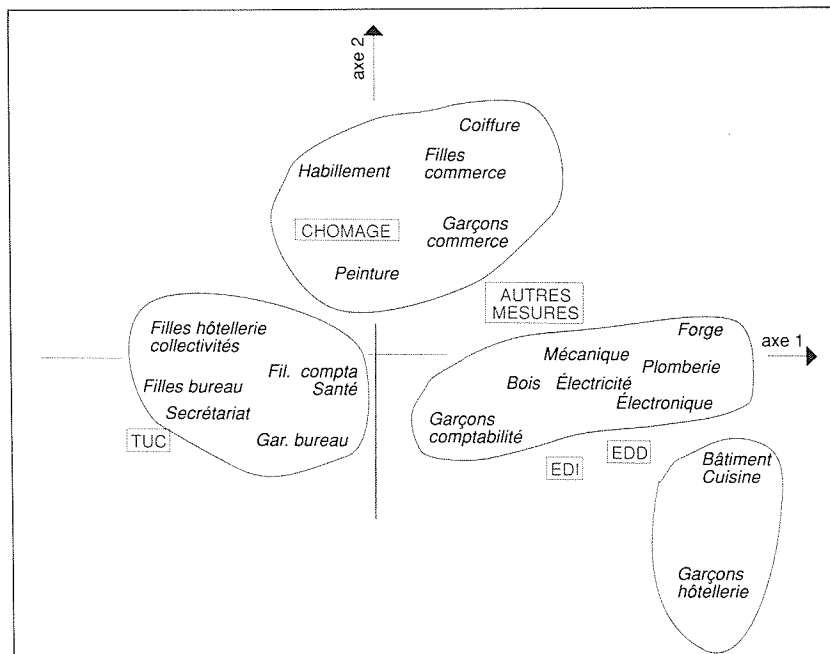 axe 2
Coiffure
Habillement
Filles
commerce
CHOMAGE
Garçons
commerce
Peinture
AUTRES
MESURES
Filles hôtellerie
collectivités
Fil. compta
Santé
Filles bureau
Secrétariat
TUC
Gar. bureau
Forge
axe 1
Mécanique
Plomberie
Bois Électricité
Électronique
Garçons
comptabilité
EDI
EDD
Bâtiment
Cuisine
Garçons
hôtellerie